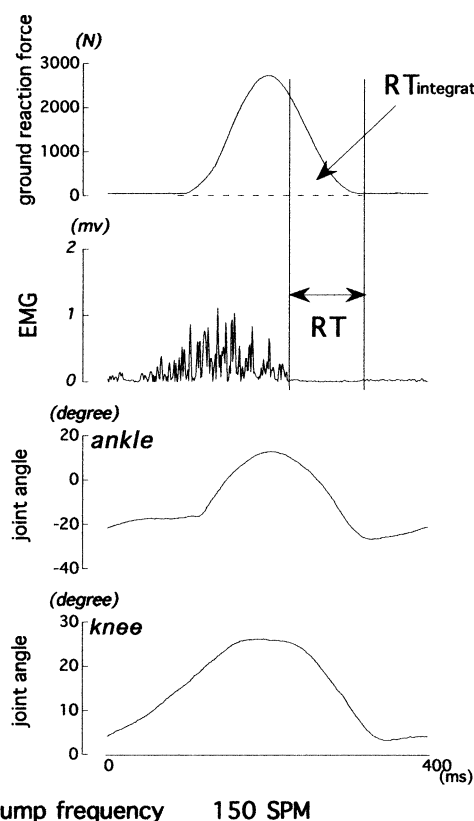 (N)
3000
2000
1000
0
ground reaction force
RTintegrat
(mv)
2
1
0
EMG
RT
(degree)
20
0
-20
-40
joint angle
ankle
(degree)
30
20
10
0
joint angle
knee
0
400
(ms)
ump frequency 150 SPM